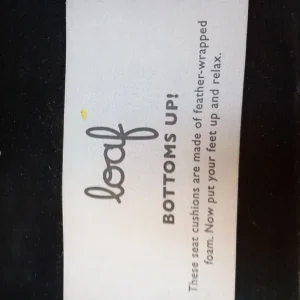 loaf
BOTTOMS UP!
These seat cushions are made of feather-wrapped
foam. Now put your feet up and relax.